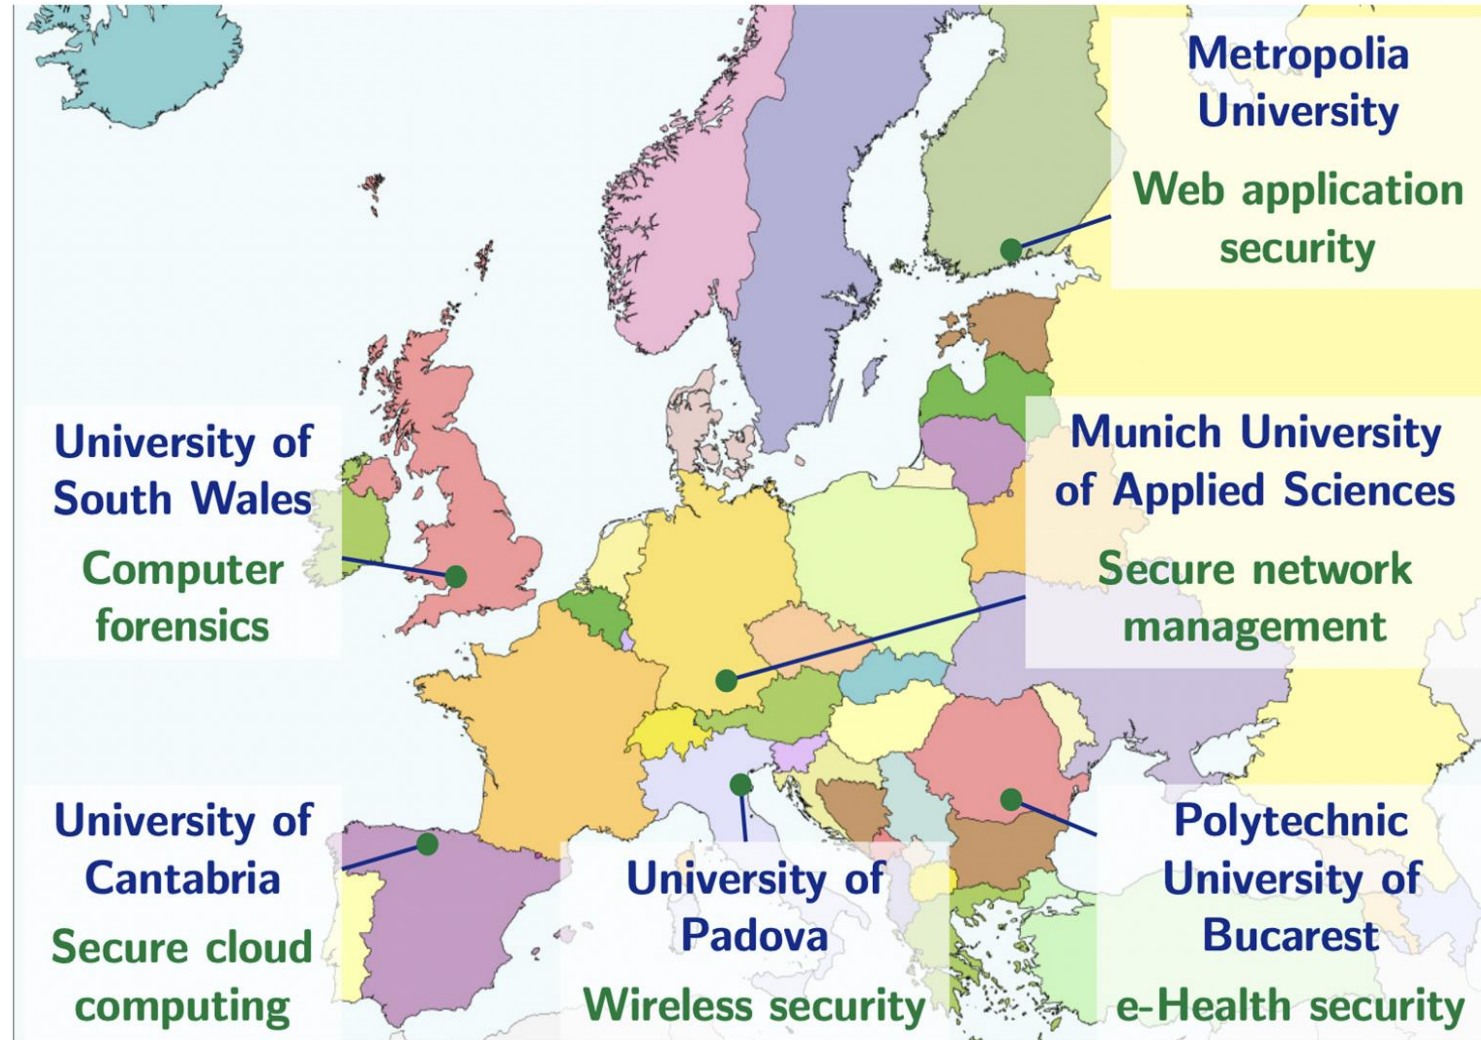 Metropolia
University
Web application
security
University of
South Wales
Computer
forensics
Munich University
of Applied Sciences
Secure network
management
University of
Cantabria
Secure cloud
computing
University of
Padova
Wireless security
Polytechnic
University of
Bucarest
e-Health security